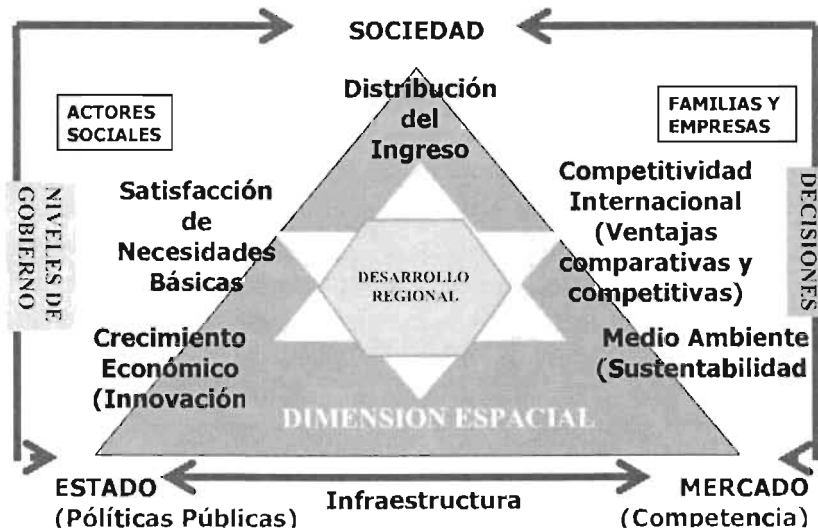 SOCIEDAD
Distribución
del
Ingreso
ACTORES
SOCIALES
FAMILIAS Y
EMPRESAS
NIVELES DE
GOBIERNO
Satisfacción
de
Necesidades
Básicas
Competitividad
Internacional
(Ventajas
comparativas y
competitivas)
DECISIONES
DESARROLLO
REGIONAL
Crecimiento
Económico
(Innovación
Medio Ambiente
(Sustentabilidad
DIMENSION ESPACIAL
ESTADO
(Pólíticas Públicas)
Infraestructura
MERCADO
(Competencia)